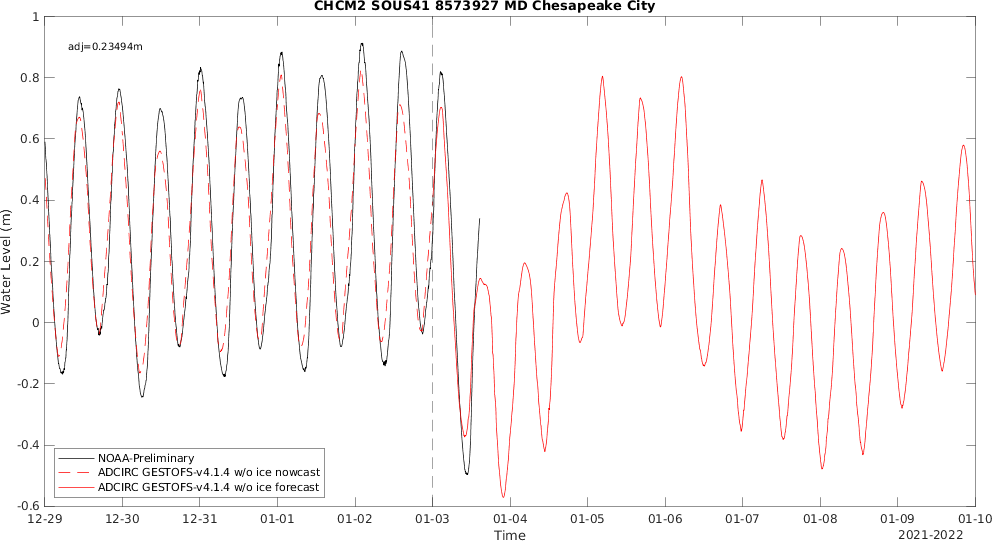 CHCM2 SOUS41 8573927 MD Chesapeake City
adj=0.23494m
1
0.8
0.6
0.4
0.2
0
-0.2
-0.4
-0.6
Water Level (m)
NOAA-Preliminary
ADCIRC GESTOFS-v4.1.4 w/o ice nowcast
ADCIRC GESTOFS-v4.1.4 w/o ice forecast
12-29 12-30 12-31 01-01 01-02 01-03 01-04 01-05 01-06 01-07 01-08 01-09 01-10
Time
2021-2022